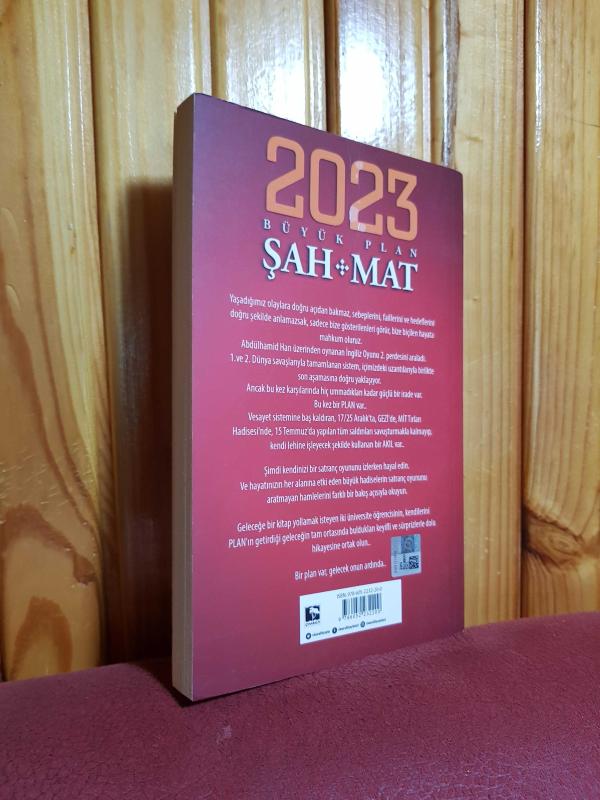 2023
BÜYÜK PLAN
ŞAH MAT
Yaşadığımız olaylara doğru açıdan bakmaz, sebeplerini, faillerini ve hedeflerini
doğru şekilde anlamazsak, sadece bize gösterilenleri görür, bize biçilen hayata
mahkum oluruz.
Abdülhamid Han üzerinden oynanan İngiliz Oyunu 2. perdesini araladı.
1.ve 2. Dünya savaşlarıyla tamamlanan sistem, içimizdeki uzantılarıyla birlikte
son aşamasına doğru yaklaşıyor.
Ancak bu kez karşılarında hiç ummadıkları kadar güçlü bir irade var.
Bu kez bir PLAN var..
Vesayet sistemine baş kaldıran, 17/25 Aralık'ta, GEZİ'de, MİT Tırları
Hadisesi'nde, 15 Temmuz'da yapılan tüm saldırıları savuşturmakla kalmayıp,
kendi lehine işleyecek şekilde kullanan bir AKIL var..
Şimdi kendinizi bir satranç oyununu izlerken hayal edin.
Ve hayatınızın her alanına etki eden büyük hadiselerin satranç oyununu
aratmayan hamlelerini farklı bir bakış açısıyla okuyun.
Geleceğe bir kitap yollamak isteyen iki üniversite öğrencisinin, kendilerini
PLAN'ın getirdiği geleceğin tam ortasında buldukları keyifli ve sürprizlerle dolu
hikayesine ortak olun..
Bir plan var, gelecek onun ardında..